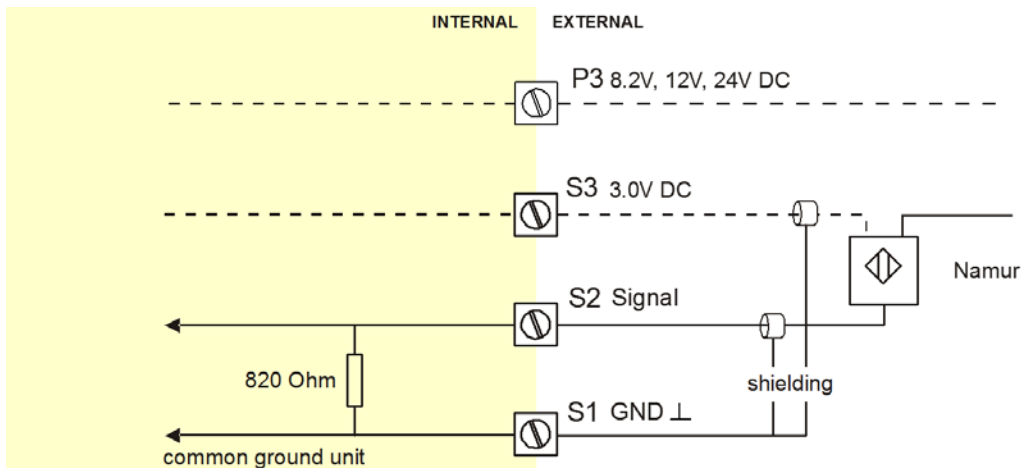 INTERNAL EXTERNAL
P3 8.2V, 12V, 24V DC
S3 3.0V DC
Namur
S2 Signal
820 Ohm
shielding
S1 GND ⊥
common ground unit